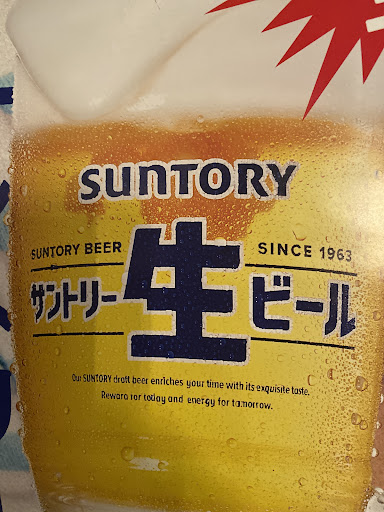 SUNTORY
SUNTORY BEER
SINCE 1963
サントリー生ビール
Our SUNTORY draft beer enriches your time with its exquisite taste.
Reward for today and energy for tomorrow.